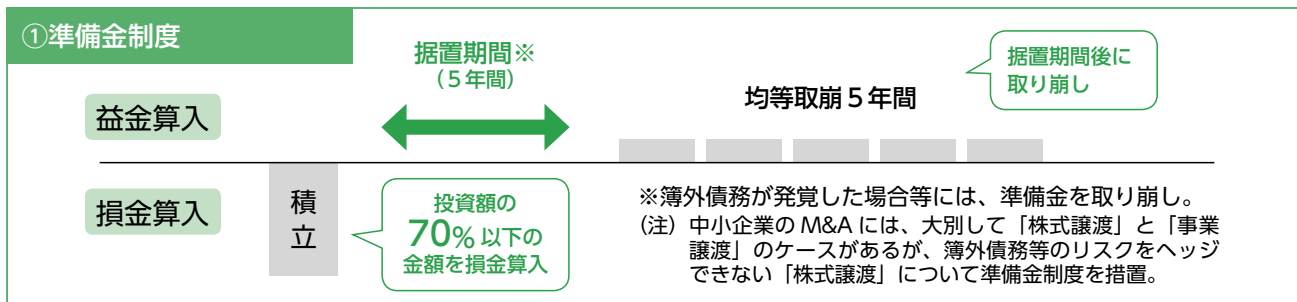 ①準備金制度
据置期間※
（５年間）
据置期間後に
取り崩し
均等取崩５年間
益金算入
損金算入
積
立
投資額の
70％以下の
金額を損金算入
※簿外債務が発覚した場合等には、準備金を取り崩し。
（注）中小企業の M&A には、大別して「株式譲渡」と「事業
譲渡」のケースがあるが、簿外債務等のリスクをヘッジ
できない「株式譲渡」について準備金制度を措置。